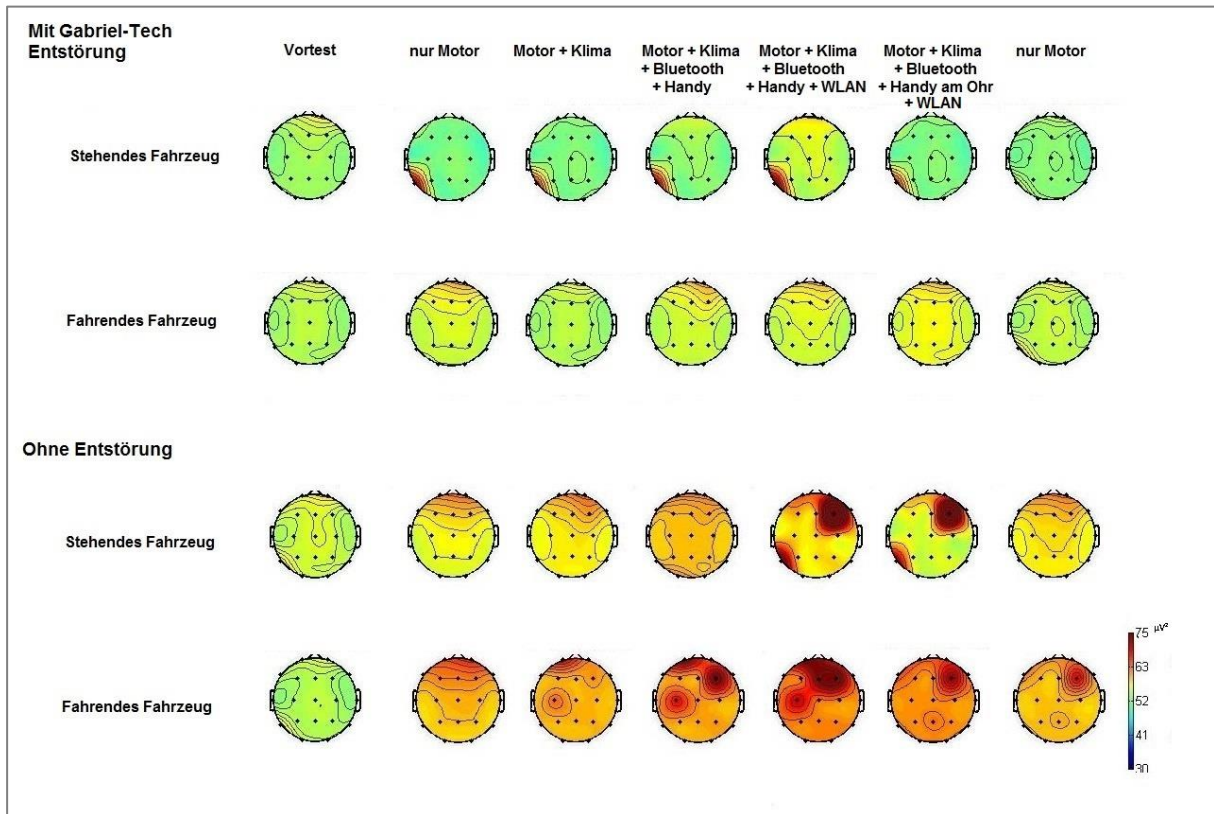 Mit Gabriel-Tech
Entstörung
Vortest
nur Motor
Motor + Klima
Motor + Klima
+ Bluetooth
+ Handy
Motor + Klima
+ Bluetooth
+ Handy + WLAN
Motor + Klima
+ Bluetooth
+ Handy am Ohr
+ WLAN
nur Motor
Stehendes Fahrzeug
Fahrendes Fahrzeug
Ohne Entstörung
Stehendes Fahrzeug
Fahrendes Fahrzeug
75 µV²
63
52
41
30